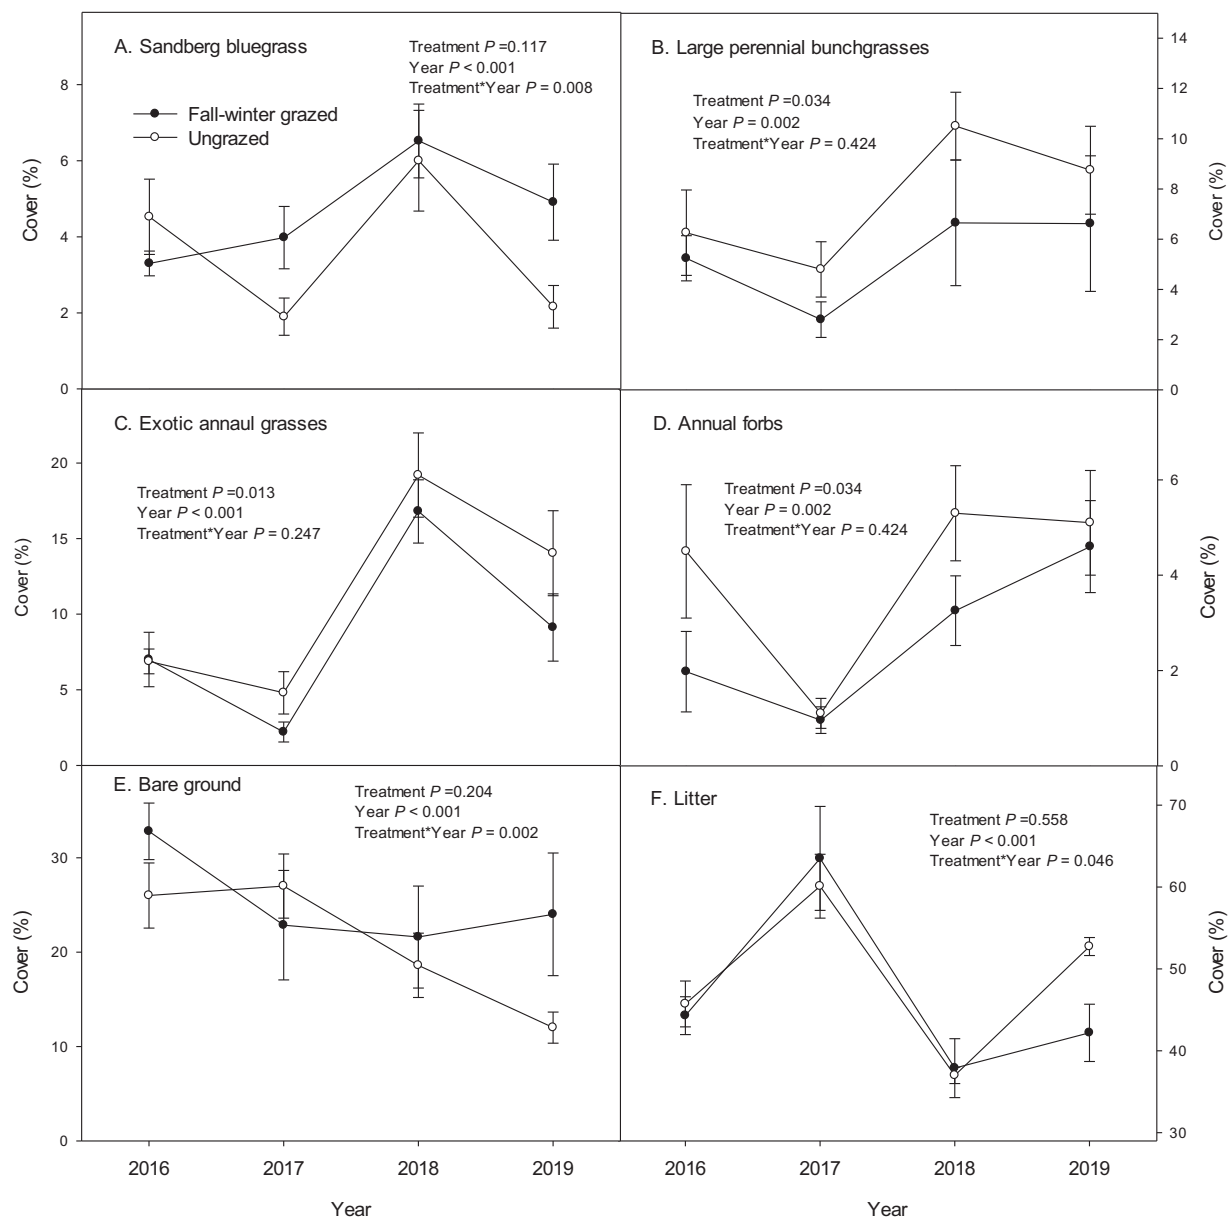 A. Sandberg bluegrass
Treatment P =0.117
Year P < 0.001
Treatment*Year P = 0.008
Fall-winter grazed
Ungrazed
8
6
4
2
0
Cover (%)
B. Large perennial bunchgrasses
Treatment P =0.034
Year P = 0.002
Treatment*Year P = 0.424
14
12
10
8
6
4
2
0
Cover (%)
C. Exotic annaul grasses
Treatment P =0.013
Year P < 0.001
Treatment*Year P = 0.247
20
15
10
5
0
Cover (%)
D. Annual forbs
Treatment P =0.034
Year P = 0.002
Treatment*Year P = 0.424
6
4
2
0
Cover (%)
E. Bare ground
Treatment P =0.204
Year P < 0.001
Treatment*Year P = 0.002
30
20
10
0
Cover (%)
2016 2017 2018 2019
Year
F. Litter
Treatment P =0.558
Year P < 0.001
Treatment*Year P = 0.046
70
60
50
40
30
Cover (%)
2016 2017 2018 2019
Year